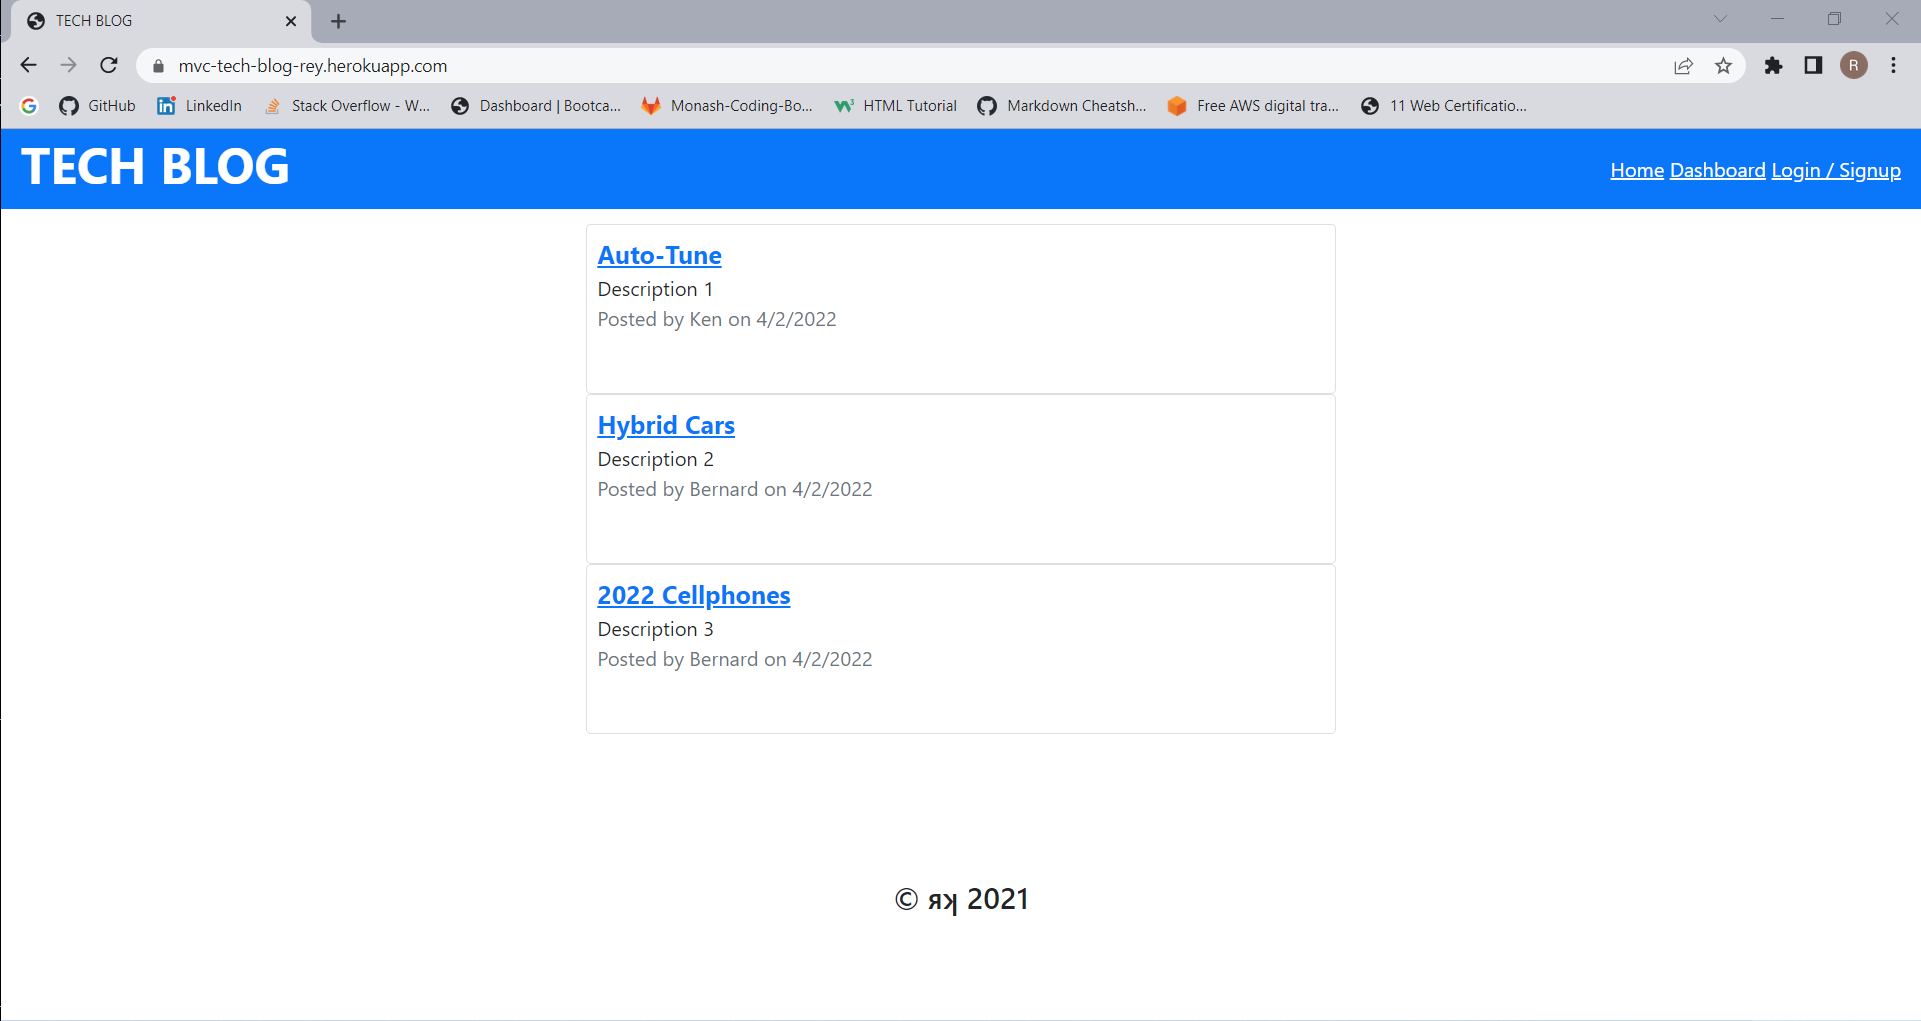 TECH BLOG
mvc-tech-blog-rey.herokuapp.com
R
GitHub LinkedIn Stack Overflow - W... Dashboard | Bootca... Monash-Coding-Bo... HTML Tutorial Markdown Cheatsh... Free AWS digital tra... 11 Web Certificatio...
TECH BLOG
Home Dashboard Login / Signup
Auto-Tune
Description 1
Posted by Ken on 4/2/2022
Hybrid Cars
Description 2
Posted by Bernard on 4/2/2022
2022 Cellphones
Description 3
Posted by Bernard on 4/2/2022
© ʀʞ 2021